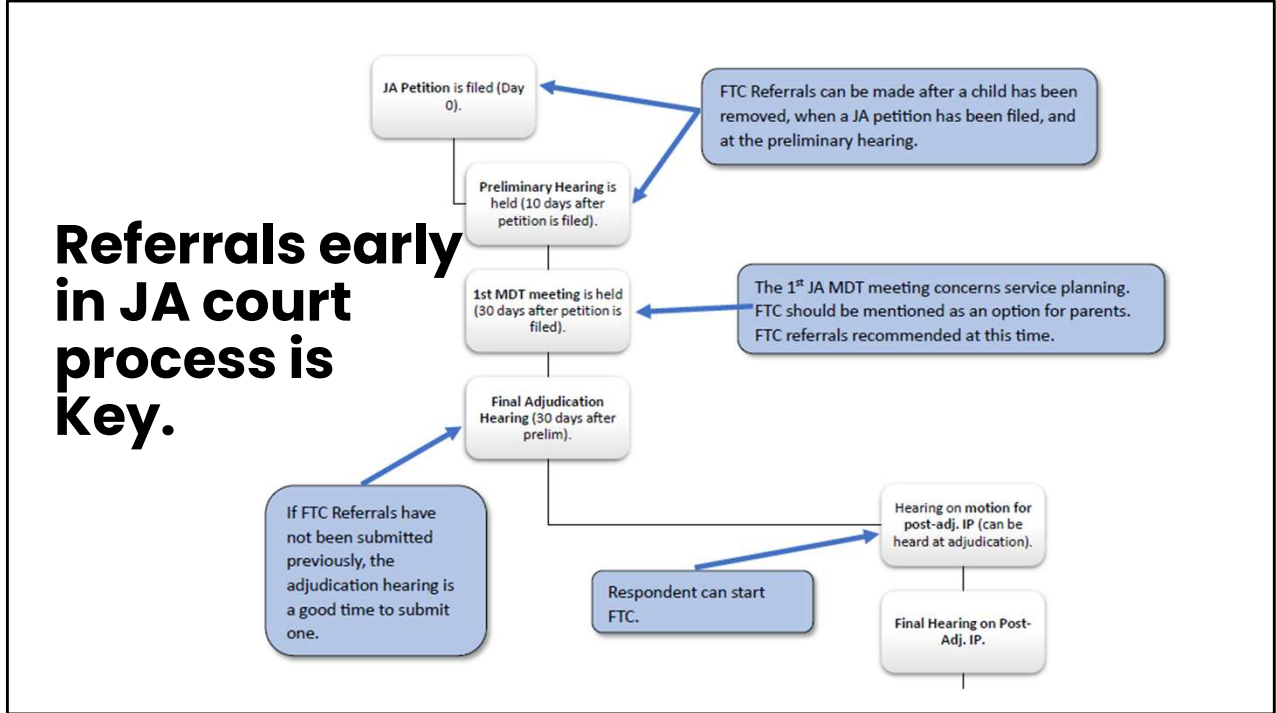 Referrals early
in JA court
process is
Key.
JA Petition is filed (Day
0).
FTC Referrals can be made after a child has been
removed, when a JA petition has been filed, and
at the preliminary hearing.
Preliminary Hearing is
held (10 days after
petition is filed).
1st MDT meeting is held
(30 days after petition is
filed).
The 1st JA MDT meeting concerns service planning.
FTC should be mentioned as an option for parents.
FTC referrals recommended at this time.
Final Adjudication
Hearing (30 days after
prelim).
If FTC Referrals have
not been submitted
previously, the
adjudication hearing is
a good time to submit
one.
Hearing on motion for
post-adj. IP (can be
heard at adjudication).
Respondent can start
FTC.
Final Hearing on Post-
Adj. IP.